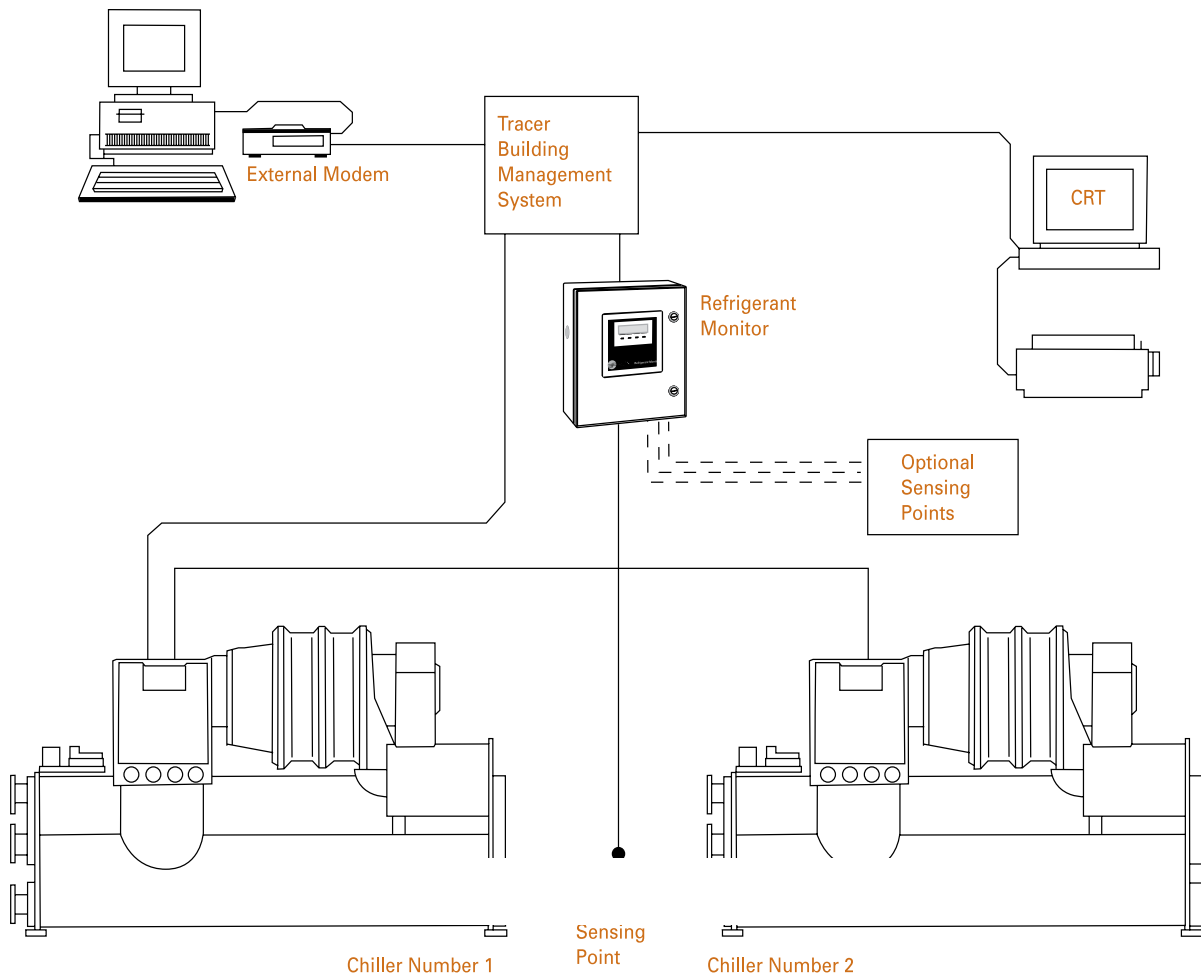 Tracer
Building
Management
System
External Modem
CRT
Refrigerant
Monitor
Optional
Sensing
Points
Sensing
Point
Chiller Number 1
Chiller Number 2